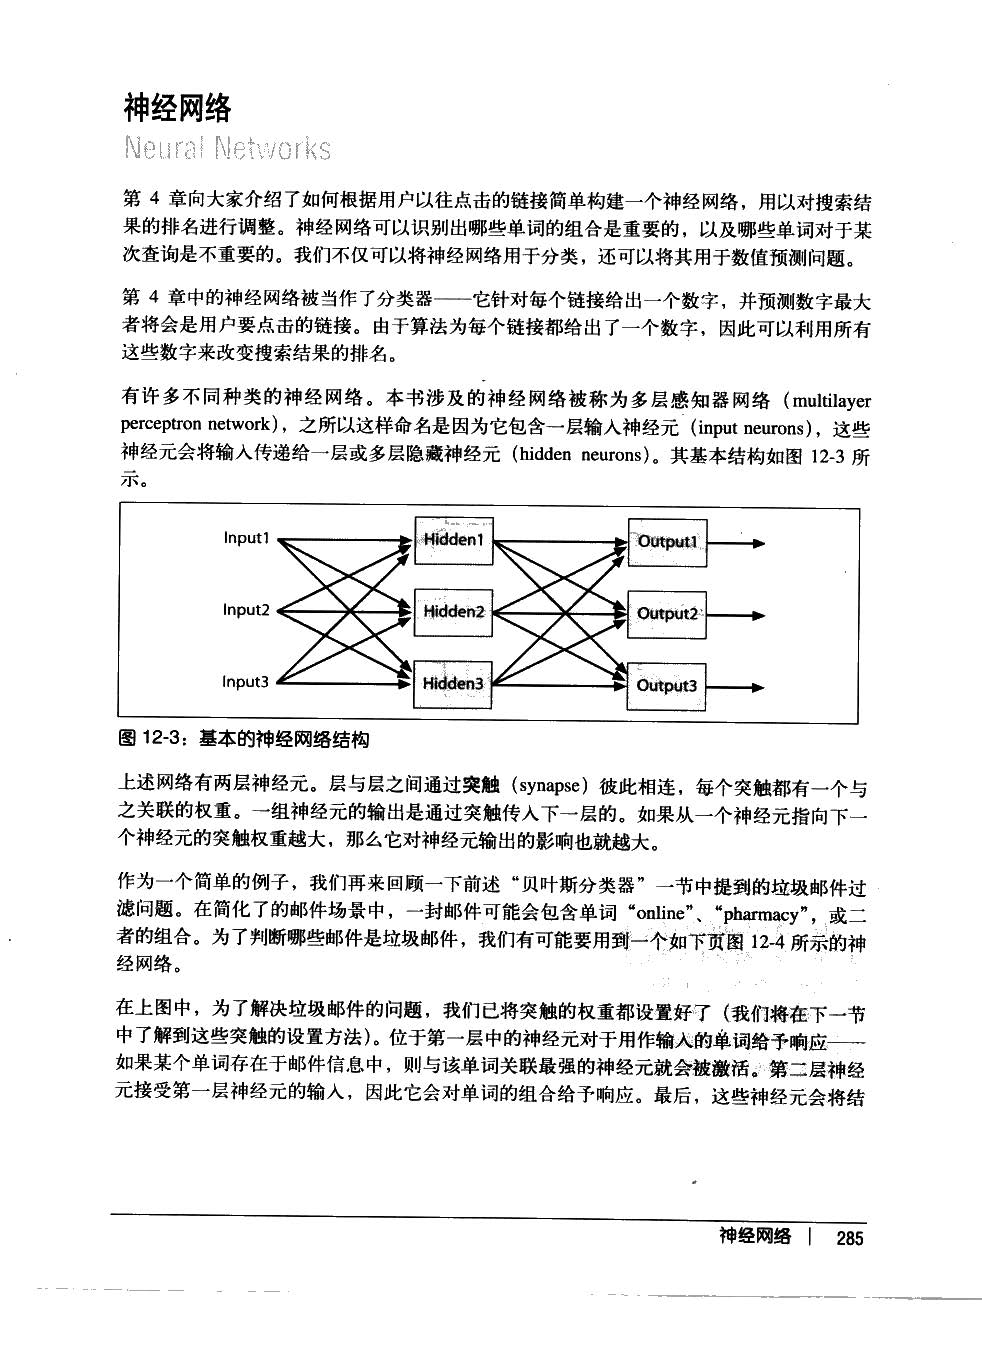 神经网络
Neural Networks
第 4 章向大家介绍了如何根据用户以往点击的链接简单构建一个神经网络，用以对搜索结
果的排名进行调整。神经网络可以识别出哪些单词的组合是重要的，以及哪些单词对于某
次查询是不重要的。我们不仅可以将神经网络用于分类，还可以将其用于数值预测问题。
第 4 章中的神经网络被当作了分类器——它针对每个链接给出一个数字，并预测数字最大
者将会是用户要点击的链接。由于算法为每个链接都给出了一个数字，因此可以利用所有
这些数字来改变搜索结果的排名。
有许多不同种类的神经网络。本书涉及的神经网络被称为多层感知器网络（multilayer
perceptron network），之所以这样命名是因为它包含一层输入神经元（input neurons），这些
神经元会将输入传递给一层或多层隐藏神经元（hidden neurons）。其基本结构如图 12-3 所
示。
Input1 Hidden1 Output1
Input2 Hidden2 Output2
Input3 Hidden3 Output3
图 12-3：基本的神经网络结构
上述网络有两层神经元。层与层之间通过突触（synapse）彼此相连，每个突触都有一个与
之关联的权重。一组神经元的输出是通过突触传入下一层的。如果从一个神经元指向下一
个神经元的突触权重越大，那么它对神经元输出的影响也就越大。
作为一个简单的例子，我们再来回顾一下前述“贝叶斯分类器”一节中提到的垃圾邮件过
滤问题。在简化了的邮件场景中，一封邮件可能会包含单词“online”、“pharmacy”，或二
者的组合。为了判断哪些邮件是垃圾邮件，我们有可能要用到一个如下页图 12-4 所示的神
经网络。
在上图中，为了解决垃圾邮件的问题，我们已将突触的权重都设置好了（我们将在下一节
中了解到这些突触的设置方法）。位于第一层中的神经元对于用作输入的单词给予响应——
如果某个单词存在于邮件信息中，则与该单词关联最强的神经元就会被激活。第二层神经
元接受第一层神经元的输入，因此它会对单词的组合给予响应。最后，这些神经元会将结
神经网络 | 285